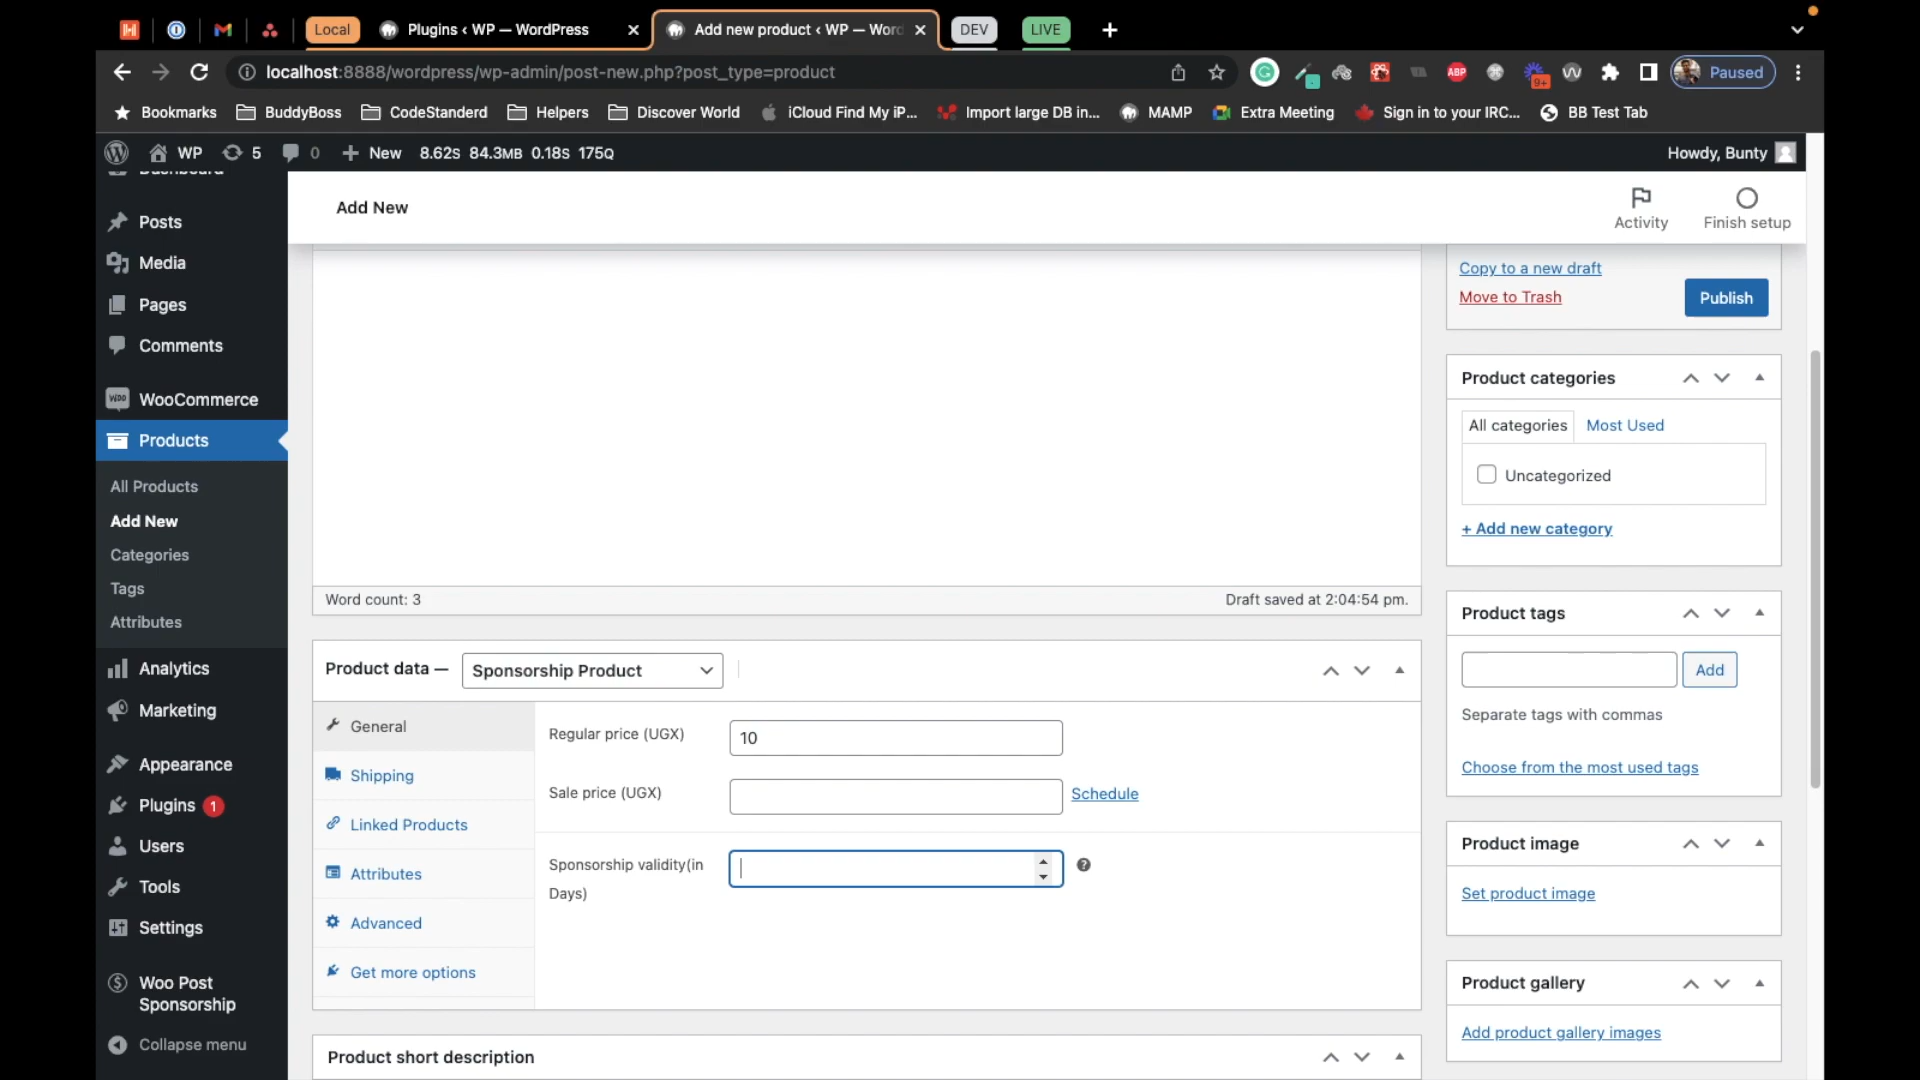 Local
Plugins ‹ WP — WordPress
Add new product ‹ WP — Word
DEV
LIVE
localhost:8888/wordpress/wp-admin/post-new.php?post_type=product
ABP
9+
Paused
Bookmarks
BuddyBoss
CodeStanderd
Helpers
Discover World
iCloud Find My iP...
Import large DB in...
MAMP
Extra Meeting
Sign in to your IRC...
BB Test Tab
WP
5
0
New
8.62S 84.3MB 0.18S 175Q
Howdy, Bunty
Dashboard
Posts
Media
Pages
Comments
WooCommerce
Products
All Products
Add New
Categories
Tags
Attributes
Analytics
Marketing
Appearance
Plugins 1
Users
Tools
Settings
Woo Post
Sponsorship
Collapse menu
Add New
Activity
Finish setup
Word count: 3
Draft saved at 2:04:54 pm.
Product data —
Sponsorship Product
General
Shipping
Linked Products
Attributes
Advanced
Get more options
Regular price (UGX)
10
Sale price (UGX)
Schedule
Sponsorship validity(in
Days)
Product short description
Copy to a new draft
Move to Trash
Publish
Product categories
All categories
Most Used
Uncategorized
+ Add new category
Product tags
Add
Separate tags with commas
Choose from the most used tags
Product image
Set product image
Product gallery
Add product gallery images